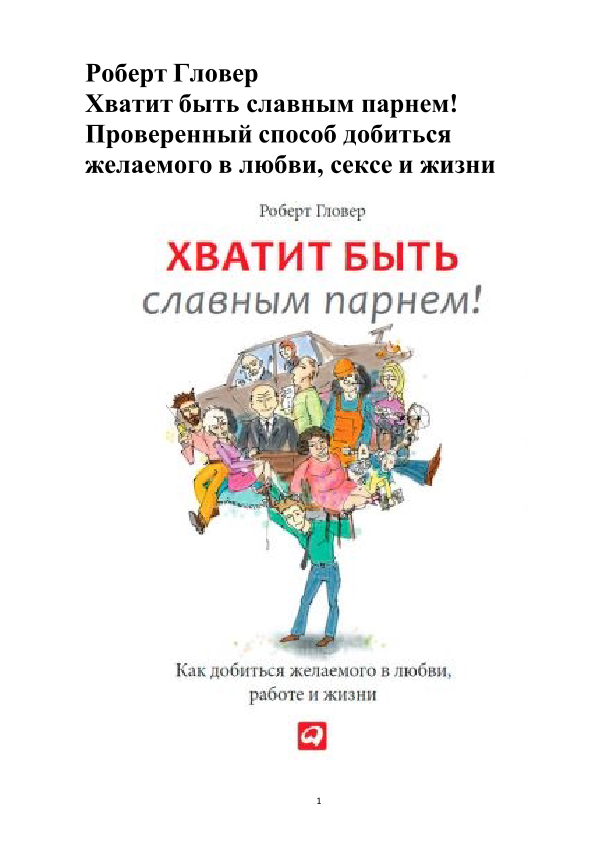 Роберт Гловер
Хватит быть славным парнем!
Проверенный способ добиться
желаемого в любви, сексе и жизни
Роберт Гловер
ХВАТИТ БЫТЬ
славным парнем!
Как добиться желаемого в любви,
работе и жизни
1